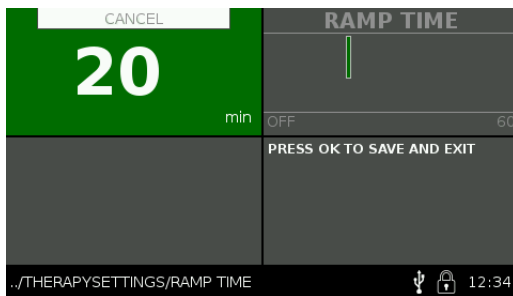 CANCEL
20
min
RAMP TIME
OFF
60
PRESS OK TO SAVE AND EXIT
../THERAPYSETTINGS/RAMP TIME
12:34